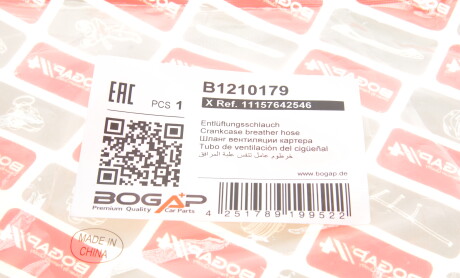 EAC
PCS 1
B1210179
X Ref. 11157642546
Entlüftungsschlauch
Crankcase breather hose
Шланг вентиляции картера
Tubo de ventilación del cigüeñal
خرطوم عامل تنفس علبة المرافق
www.bogap.de
BOGAP
Premium Quality Car Parts
4 251789 199522
MADE IN
CHINA